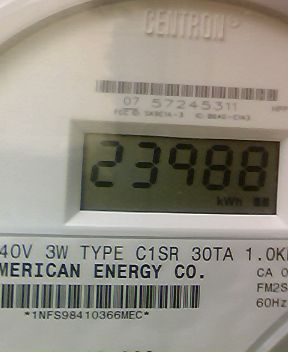 CENTRON®
07 57245311
23988
kWh
40V 3W TYPE C1SR 30TA 1.0K
MERICAN ENERGY CO.
CA 0
FM2S
60Hz
*1NFS98410366MEC*